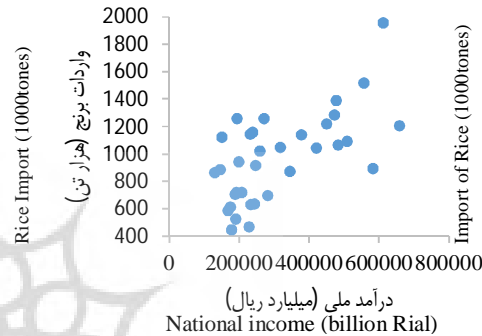 Rice Import (1000tones)
واردات برنج (هزار تن)
2000
1800
1600
1400
1200
1000
800
600
400
0 200000 400000 600000 800000
درآمد ملی (میلیارد ریال)
National income (billion Rial)
Import of Rice (1000tones)